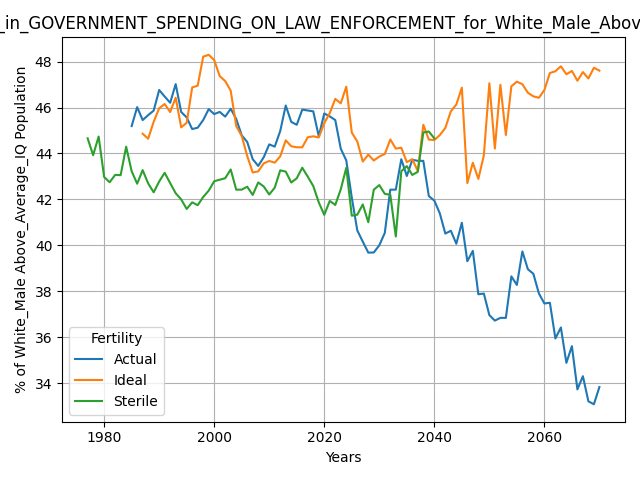 _in_GOVERNMENT_SPENDING_ON_LAW_ENFORCEMENT_for_White_Male_Abov
% of White_Male Above_Average_IQ Population
48
46
44
42
40
38
36
34
Fertility
Actual
Ideal
Sterile
1980
2000
2020
2040
2060
Years